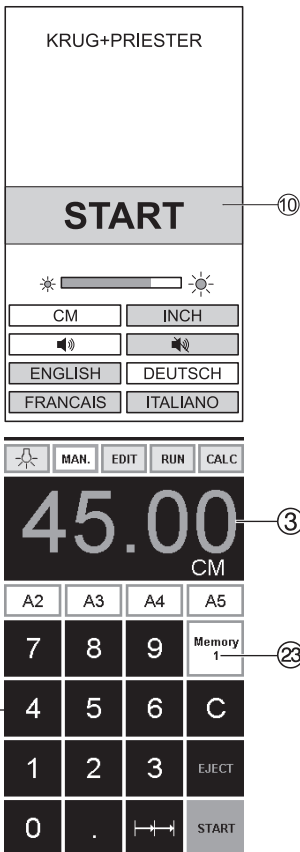 KRUG+PRIESTER
START
⑩
CM INCH
ENGLISH DEUTSCH
FRANCAIS ITALIANO
MAN. EDIT RUN CALC
45.00
③
CM
A2 A3 A4 A5
7 8 9 Memory
1
㉓
4 5 6 C
1 2 3 EJECT
0 . START